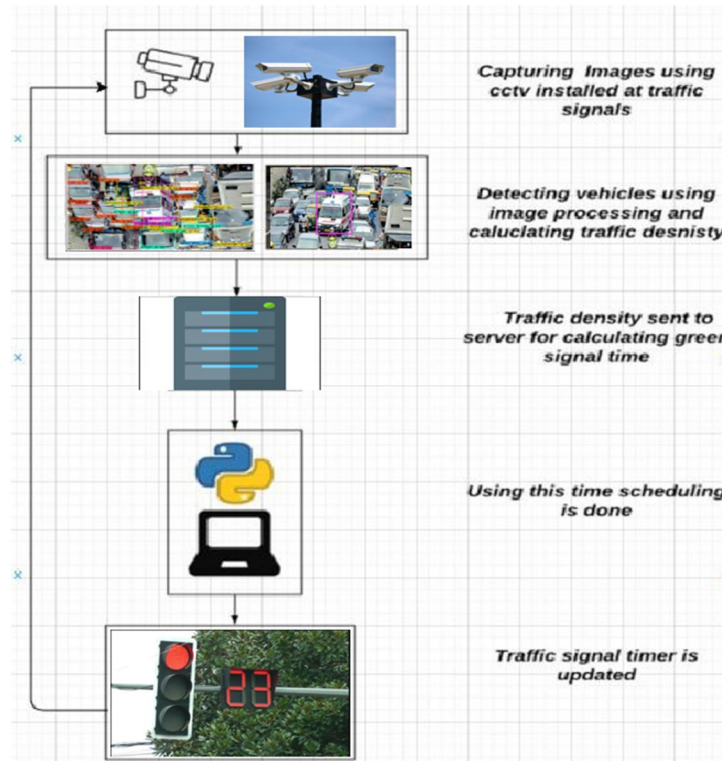 Capturing Images using
cctv installed at traffic
signals
Detecting vehicles using
image processing and
caluclating traffic desnisty
Traffic density sent to
server for calculating green
signal time
Using this time scheduling
is done
23
Traffic signal timer is
updated